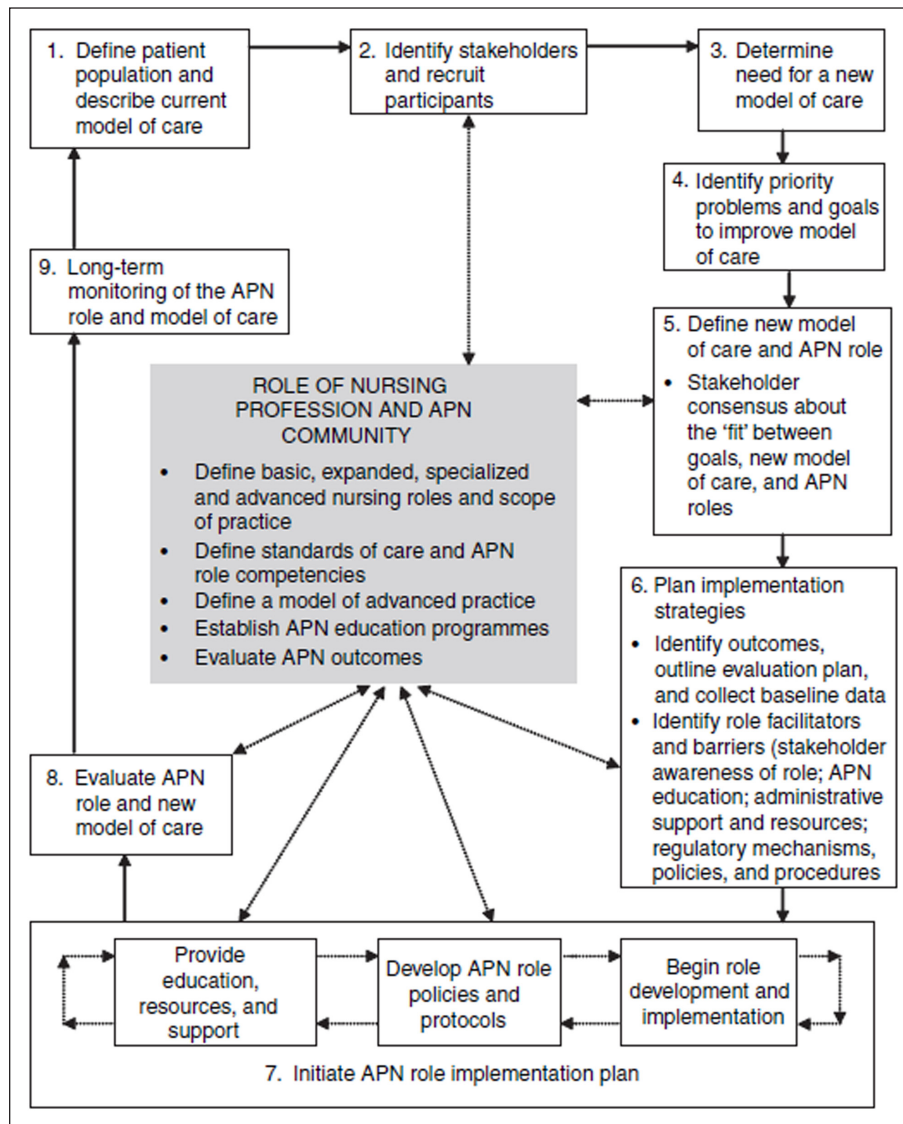 1. Define patient
population and
describe current
model of care
2. Identify stakeholders
and recruit
participants
3. Determine
need for a new
model of care
4. Identify priority
problems and goals
to improve model
of care
9. Long-term
monitoring of the APN
role and model of care
5. Define new model
of care and APN role
• Stakeholder
consensus about
the ‘fit’ between
goals, new model
of care, and APN
roles
ROLE OF NURSING
PROFESSION AND APN
COMMUNITY
• Define basic, expanded, specialized
and advanced nursing roles and scope
of practice
• Define standards of care and APN
role competencies
• Define a model of advanced practice
• Establish APN education programmes
• Evaluate APN outcomes
6. Plan implementation
strategies
• Identify outcomes,
outline evaluation plan,
and collect baseline data
• Identify role facilitators
and barriers (stakeholder
awareness of role; APN
education; administrative
support and resources;
regulatory mechanisms,
policies, and procedures
8. Evaluate APN
role and new
model of care
Provide
education,
resources, and
support
Develop APN role
policies and
protocols
Begin role
development and
implementation
7. Initiate APN role implementation plan